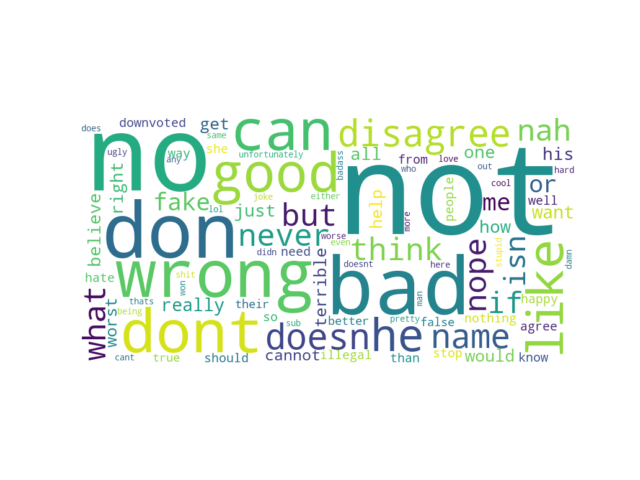 does
downvoted
get
same
can
disagree
nah
no
ugly
any
way
she
unfortunately
good
badass
all
from
who
love
one
out
cool
his
hard
believe
right
fake
lol
joke
just
either
but
help
not
people
more
me
or
well
want
don
never
think
how
like
hate
shit
wrong
didn
need
worse
even
terrible
doesnt
bad
here
man
nope
stupid
isn
if
damn
what
worst
thats
being
really
won
their
so
sub
better
pretty
false
nothing
happy
agree
dont
doesn
he
name
cant
true
should
cannot
illegal
than
stop
would
know